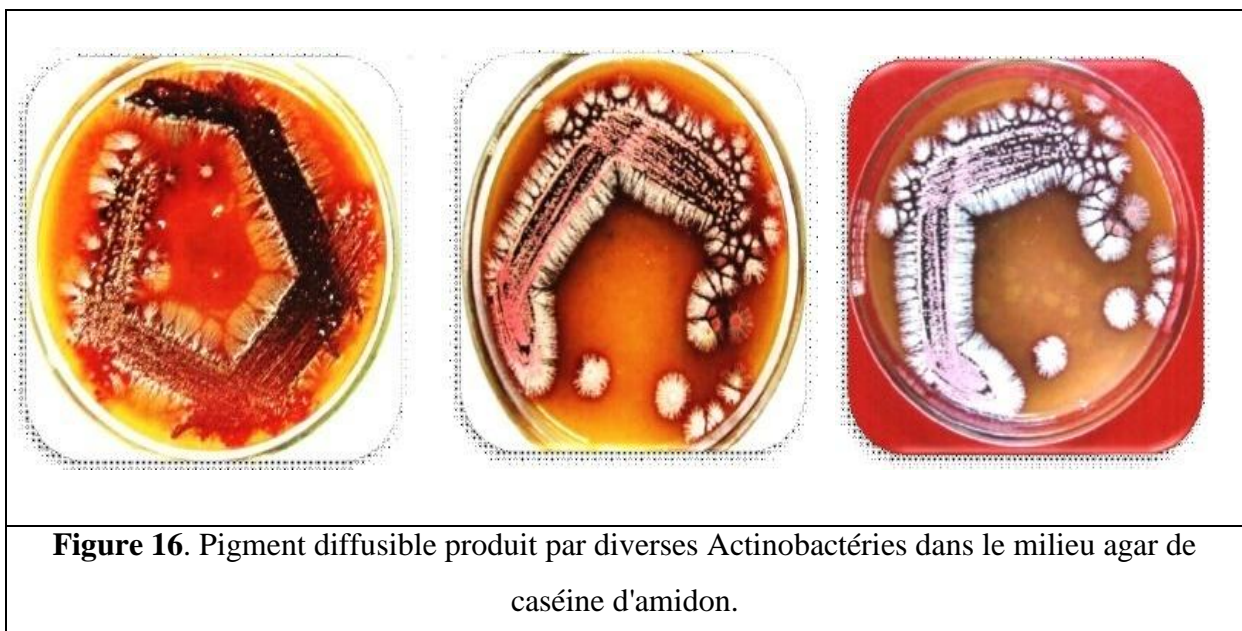 Figure 16. Pigment diffusible produit par diverses Actinobactéries dans le milieu agar de
caséine d'amidon.